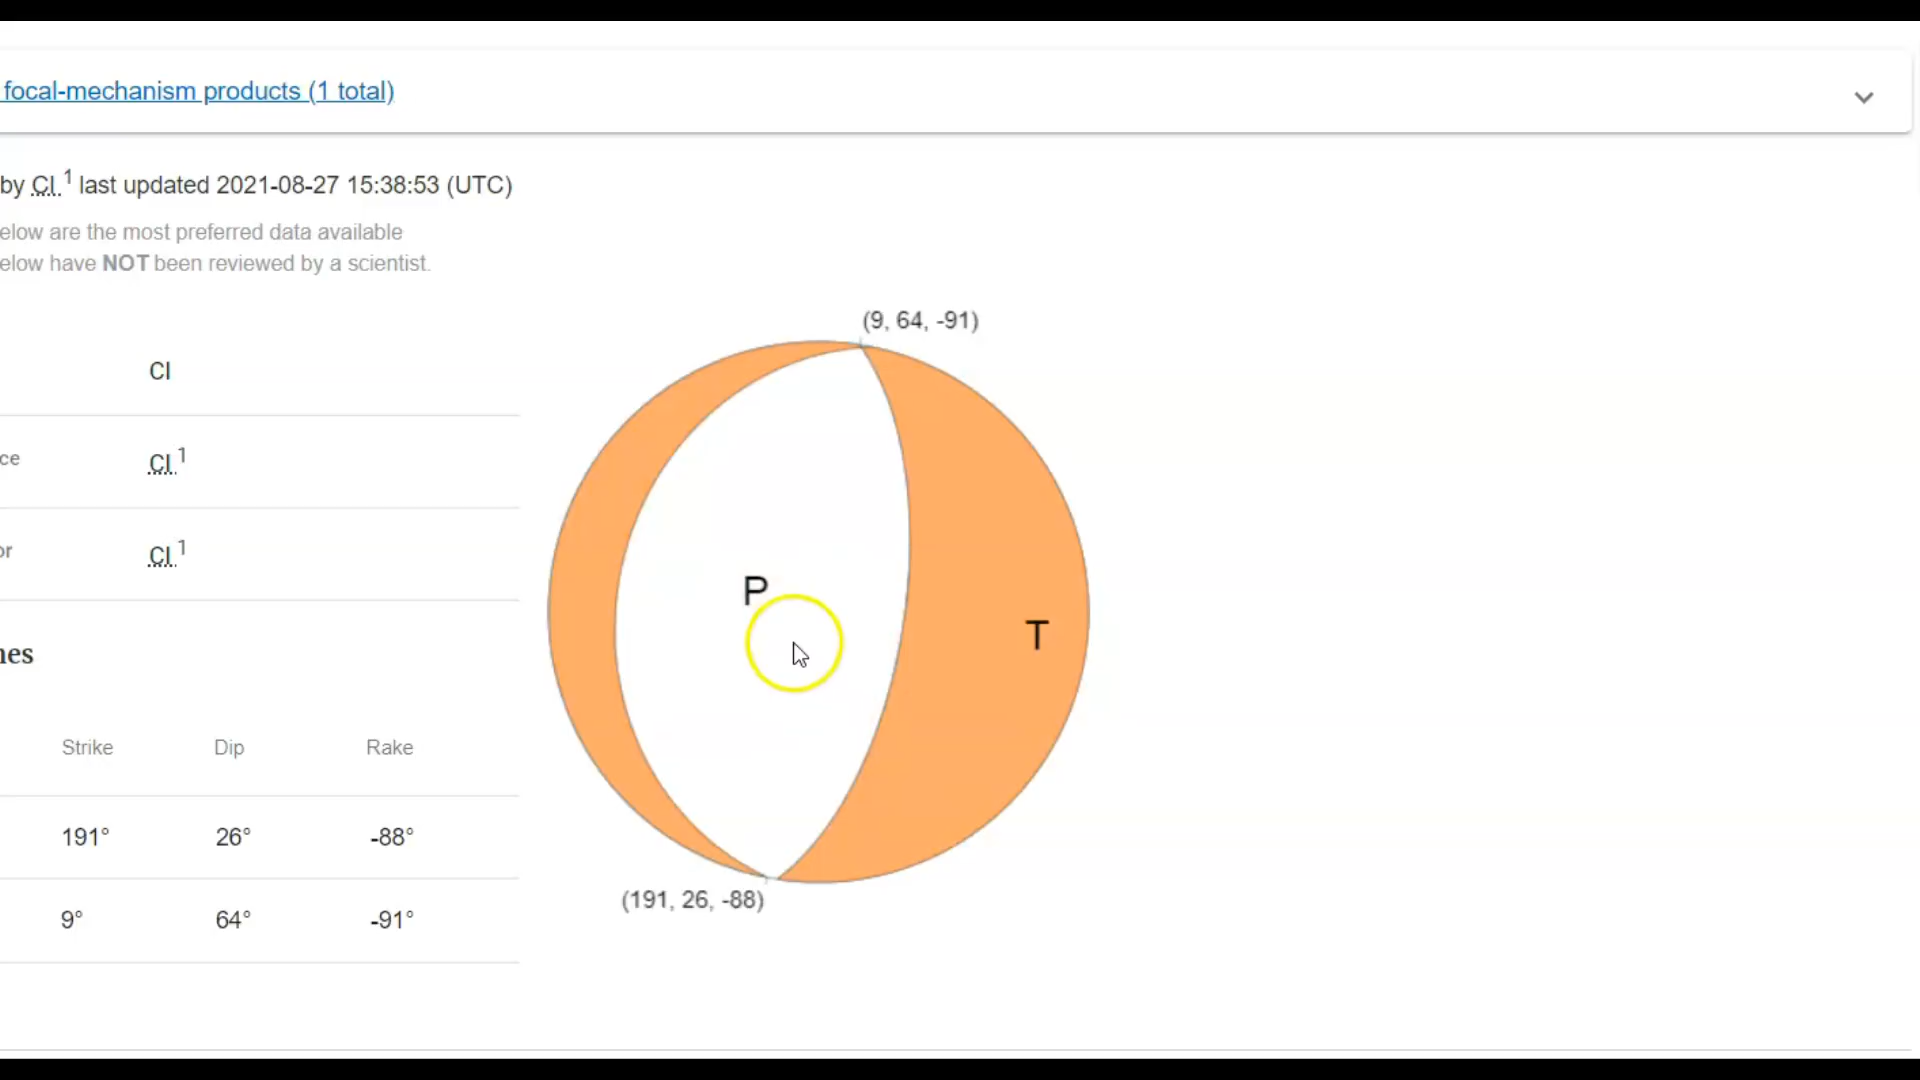 focal-mechanism products (1 total)
by CI 1 last updated 2021-08-27 15:38:53 (UTC)
elow are the most preferred data available
elow have NOT been reviewed by a scientist.
(9, 64, -91)
CI
ce CI 1
or CI 1
P
T
nes
Strike Dip Rake
191° 26° -88°
9° 64° -91°
(191, 26, -88)